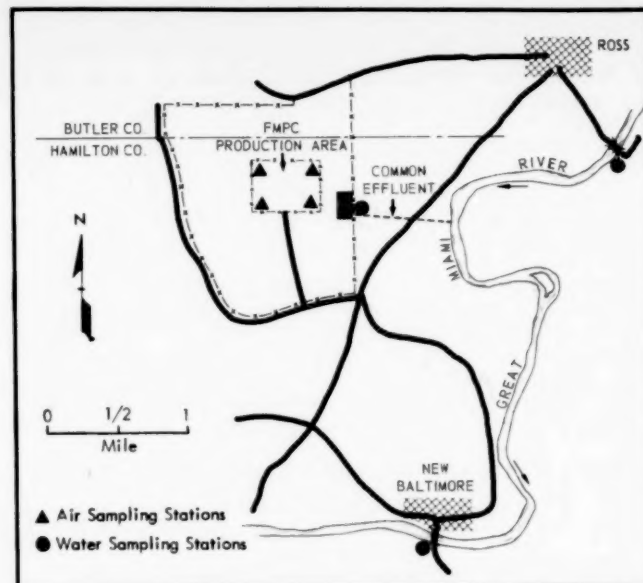 ROSS
BUTLER CO.
HAMILTON CO.
FMPC
PRODUCTION AREA
COMMON
EFFLUENT
RIVER
MIAMI
GREAT
N
0 1/2 1
Mile
NEW
BALTIMORE
Air Sampling Stations
Water Sampling Stations